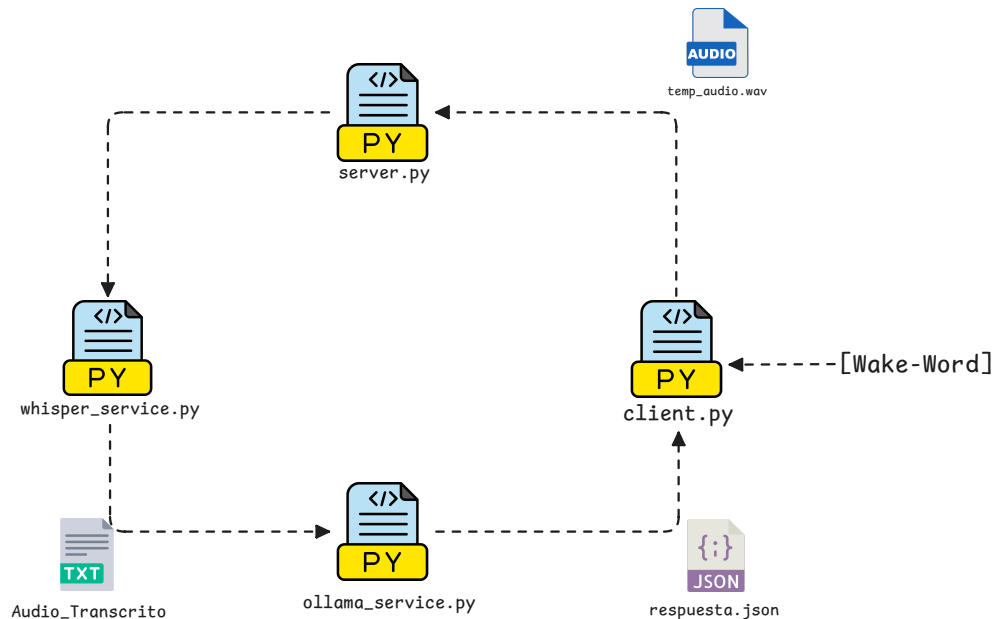 AUDIO
temp_audio.wav
</>
PY
server.py
</>
PY
whisper_service.py
</>
PY
client.py
[Wake-Word]
TXT
Audio_Transcrito
</>
PY
ollama_service.py
{;}
JSON
respuesta.json